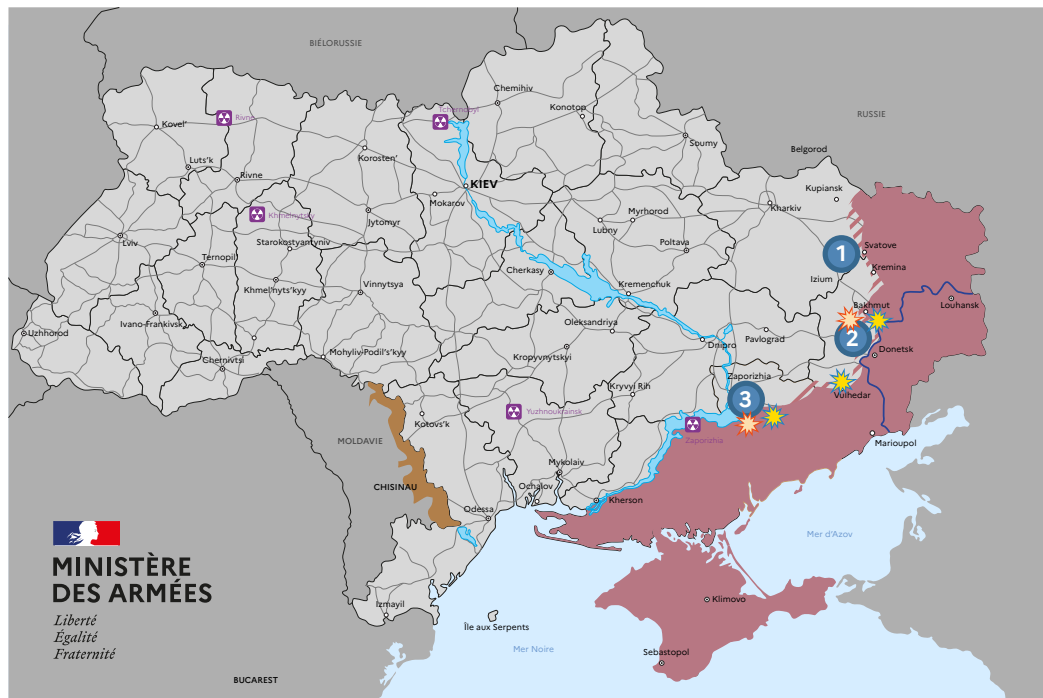 BIÉLORUSSIE
RUSSIE
Chernihiv
Konotop
Tchernobyl
Rivne
Kovel'
Soumy
Belgorod
Korosten'
Luts'k
Rivne
KIEV
Kupiansk
Mokarov
Kharkiv
Khmelnytsky
Jytomyr
Myrhorod
Lubny
Lviv
Starokostyantyniv
Poltava
Svatove
1
Ternopil
Cherkasy
Kremina
Izium
Khmel'nyts'kyy
Vinnytsya
Kremenchuk
Louhansk
Bakhmut
Ivano-Frankivsk
Oleksandriya
Uzhhorod
2
Pavlograd
Dnipro
Donetsk
Chernivtsi
Mohyliv-Podil's'kyy
Kropyvnytskyi
Zaporizhia
Kryvyi Rih
Vulhedar
3
Yuzhnoukrainsk
Kotovs'k
Zaporizhia
Marioupol
MOLDAVIE
Mykolaiv
CHISINAU
Ochalov
Kherson
Odessa
Mer d'Azov
MINISTÈRE
DES ARMÉES
Liberté
Égalité
Fraternité
Izmayil
Klimovo
Île aux Serpents
Mer Noire
Sebastopol
BUCAREST